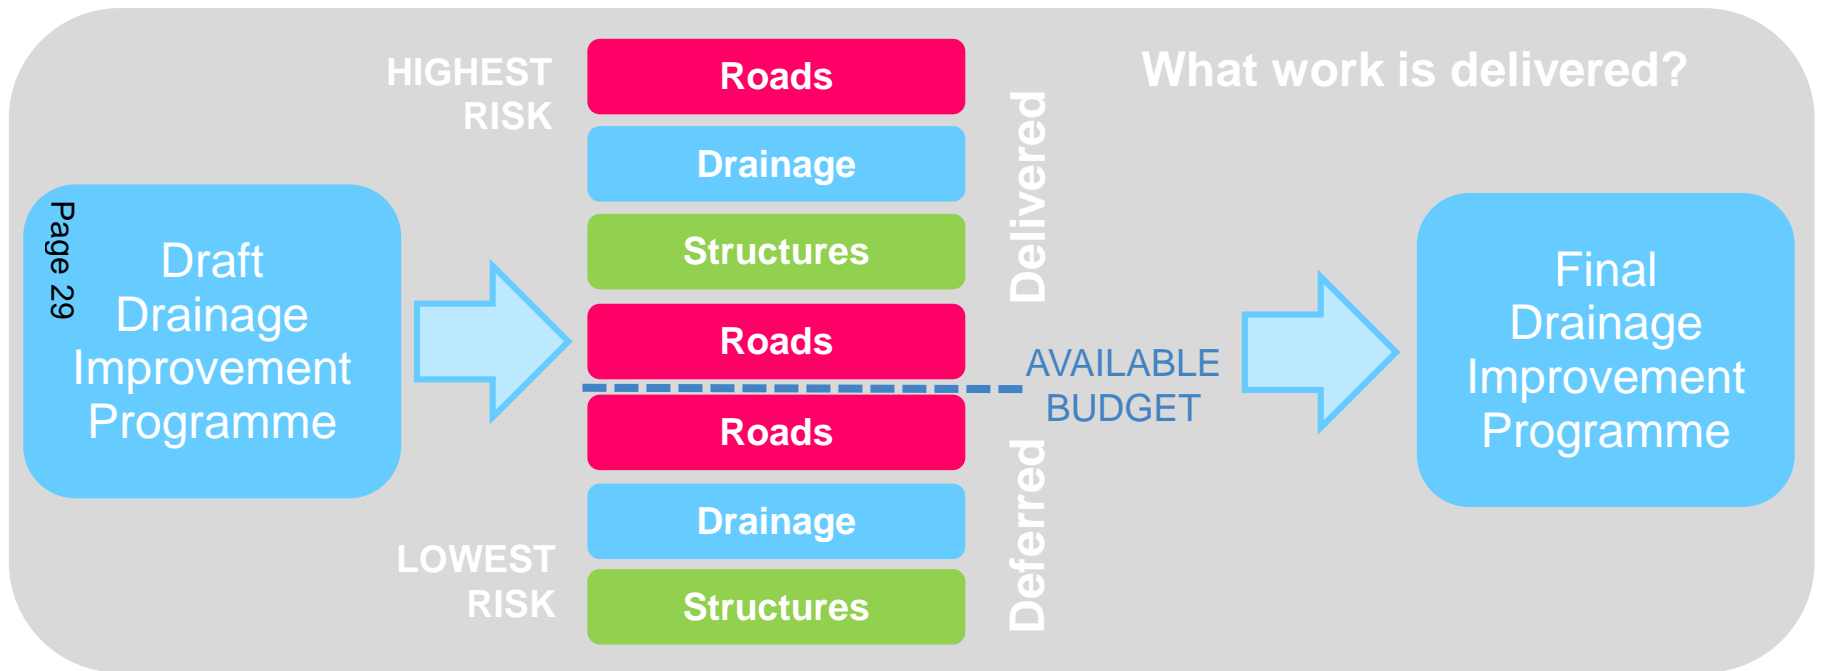 What work is delivered?
HIGHEST
RISK
Roads
Drainage
Structures
Roads
Roads
Drainage
Structures
LOWEST
RISK
Delivered
Deferred
AVAILABLE
BUDGET
Page 29
Draft
Drainage
Improvement
Programme
Final
Drainage
Improvement
Programme